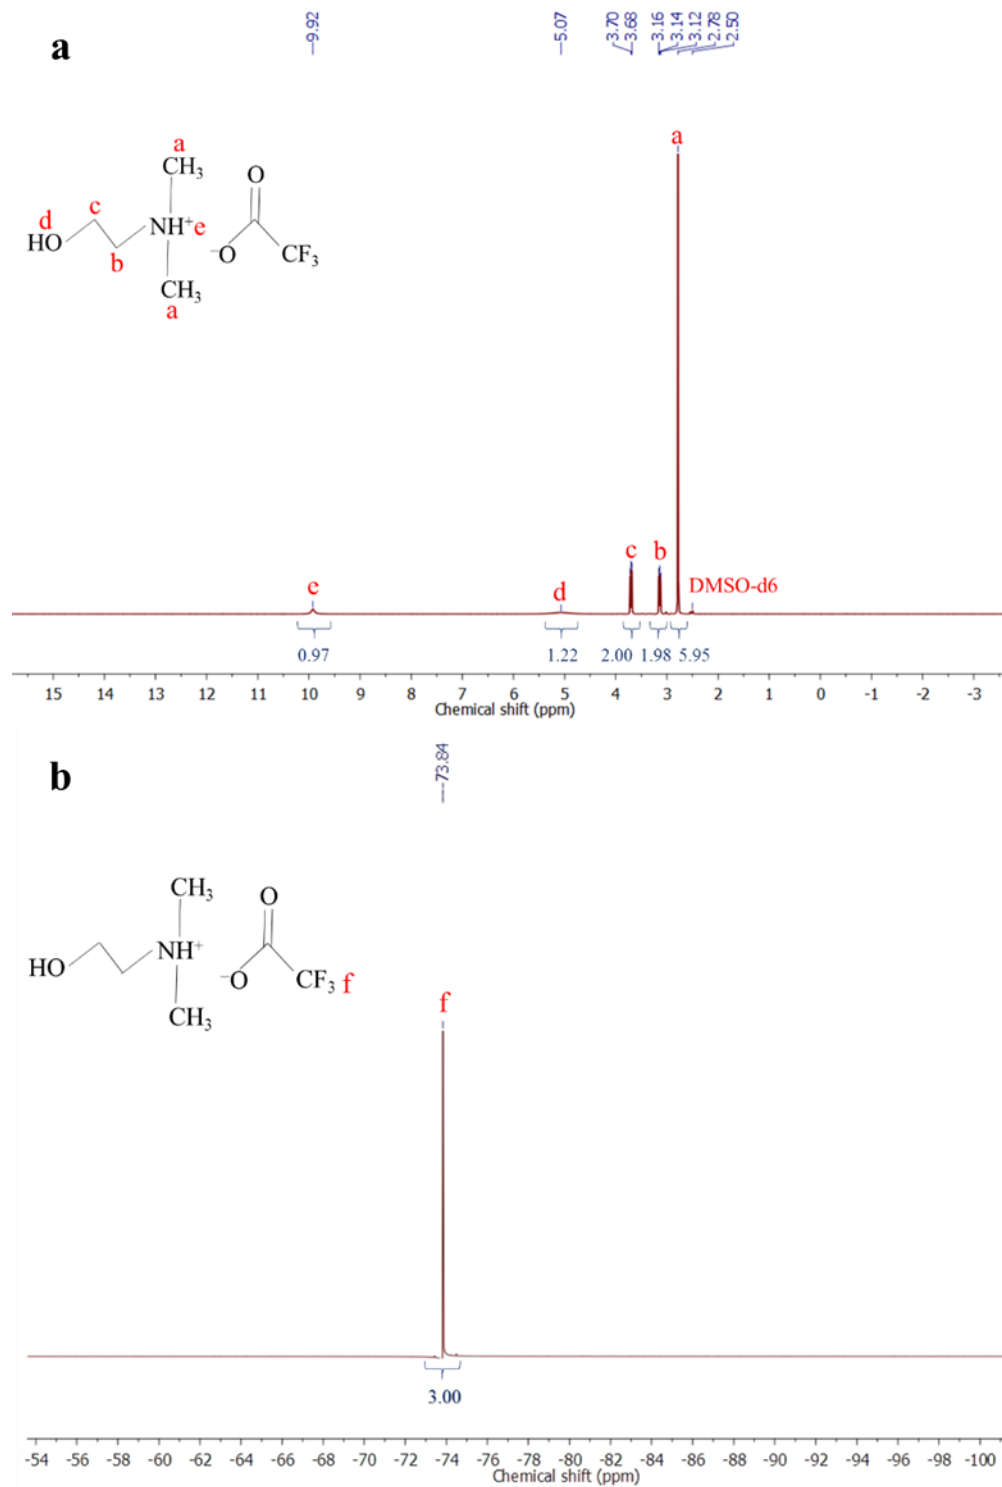 a
9.92
5.07
3.70
3.68
3.16
3.14
3.12
2.78
2.50
a
CH3
O
d
c
HO
b
NH+
e
-O
CF3
CH3
a
a
e
d
c
b
DMSO-d6
0.97 1.22 2.00 1.98 5.95
15 14 13 12 11 10 9 8 7 6 5 4 3 2 1 0 -1 -2 -3
Chemical shift (ppm)
b
-73.84
CH3
O
HO
NH+
-O
CF3 f
CH3
f
3.00
-54 -56 -58 -60 -62 -64 -66 -68 -70 -72 -74 -76 -78 -80 -82 -84 -86 -88 -90 -92 -94 -96 -98 -100
Chemical shift (ppm)